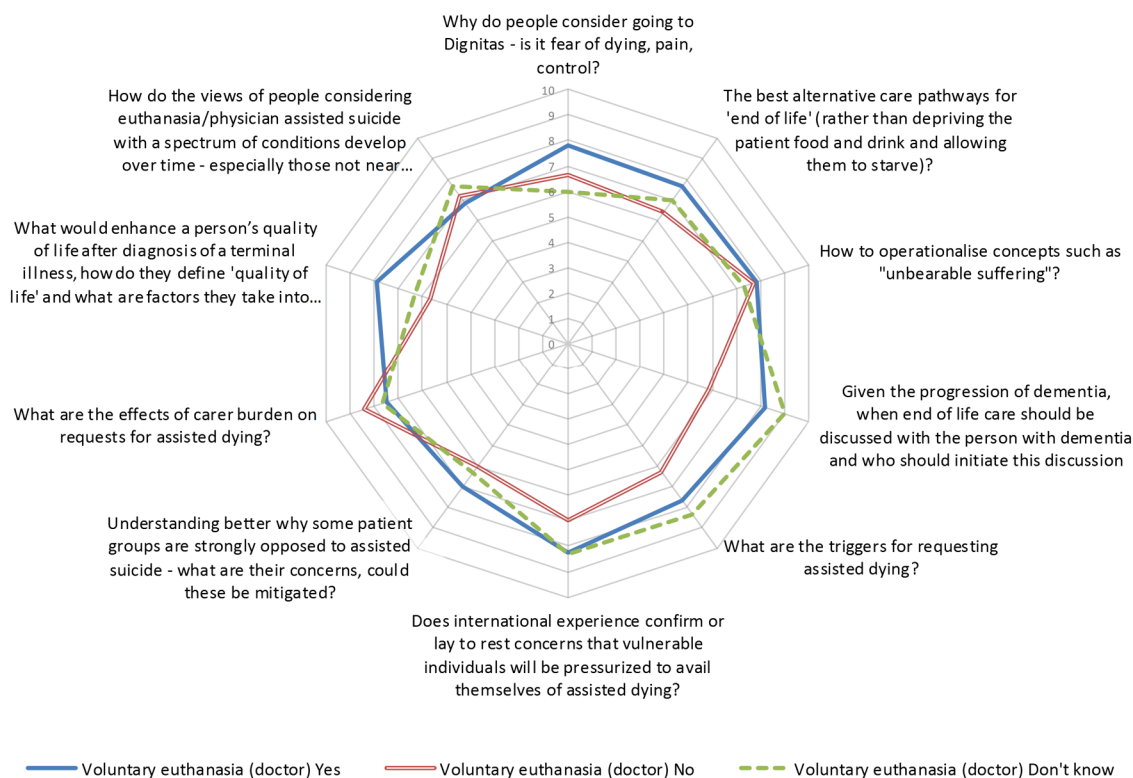 Why do people consider going to
Dignitas - is it fear of dying, pain,
control?
The best alternative care pathways for
'end of life' (rather than depriving the
patient food and drink and allowing
them to starve)?
How to operationalise concepts such as
"unbearable suffering"?
Given the progression of dementia,
when end of life care should be
discussed with the person with dementia
and who should initiate this discussion
What are the triggers for requesting
assisted dying?
Does international experience confirm or
lay to rest concerns that vulnerable
individuals will be pressurized to avail
themselves of assisted dying?
Understanding better why some patient
groups are strongly opposed to assisted
suicide - what are their concerns, could
these be mitigated?
What are the effects of carer burden on
requests for assisted dying?
What would enhance a person’s quality
of life after diagnosis of a terminal
illness, how do they define 'quality of
life' and what are factors they take into...
How do the views of people considering
euthanasia/physician assisted suicide
with a spectrum of conditions develop
over time - especially those not near...
10
9
8
7
6
5
4
3
2
1
0
Voluntary euthanasia (doctor) Yes
Voluntary euthanasia (doctor) No
Voluntary euthanasia (doctor) Don't know